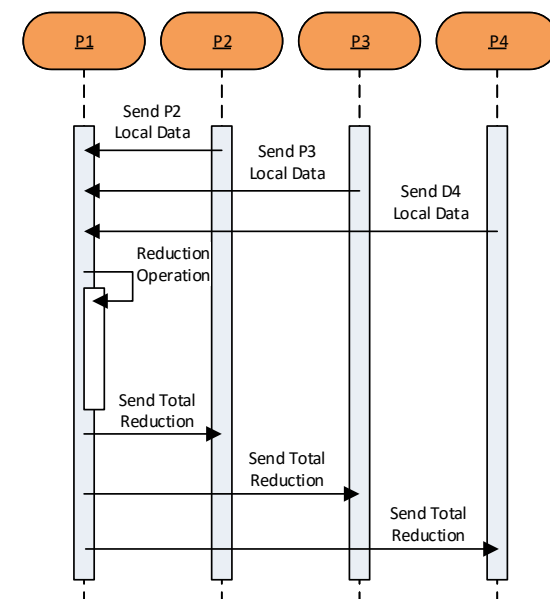 P1
P2
P3
P4
Send P2
Local Data
Send P3
Local Data
Send D4
Local Data
Reduction
Operation
Send Total
Reduction
Send Total
Reduction
Send Total
Reduction